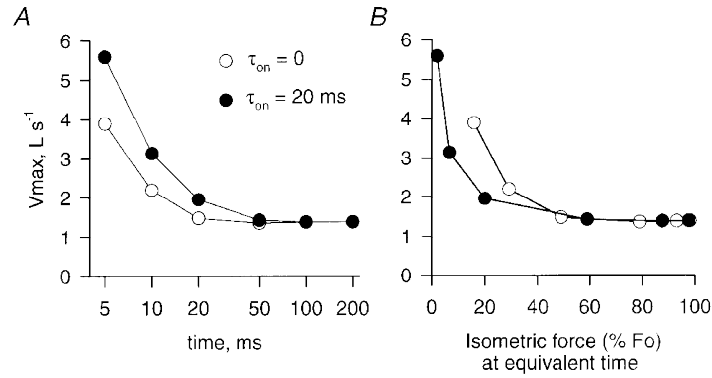 A
B
6
5
4
3
2
1
0
Vmax, L s-1
τon = 0
τon = 20 ms
5 10 20 50 100 200
time, ms
6
5
4
3
2
1
0
0 20 40 60 80 100
Isometric force (% Fo)
at equivalent time